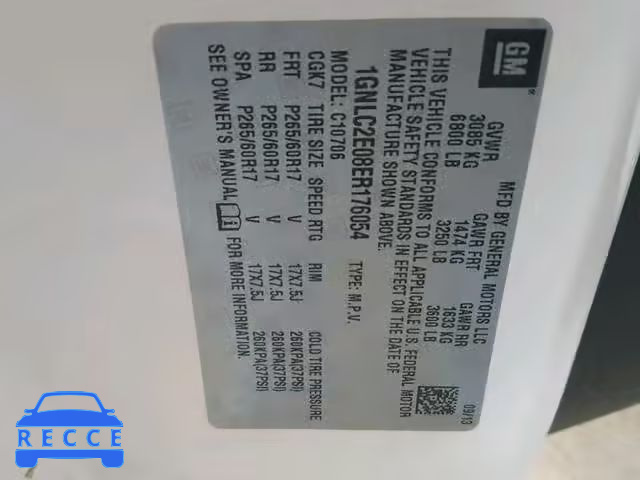 GM
®
MFD BY GENERAL MOTORS LLC
GVWR GAWR FRT GAWR RR
3085 KG 1474 KG 1633 KG
6800 LB 3250 LB 3600 LB
09/13
THIS VEHICLE CONFORMS TO ALL APPLICABLE U.S. FEDERAL MOTOR
VEHICLE SAFETY STANDARDS IN EFFECT ON THE DATE OF
MANUFACTURE SHOWN ABOVE.
1GNLC2E08ER176054 TYPE: M.P.V.
MODEL: C10706
CGK7 TIRE SIZE SPEED RTG RIM COLD TIRE PRESSURE
FRT P265/60R17 V 17X7.5J 260KPA(37PSI)
RR P265/60R17 V 17X7.5J 260KPA(37PSI)
SPA P265/60R17 V 17X7.5J 260KPA(37PSI)
SEE OWNER'S MANUAL FOR MORE INFORMATION.
RECCE